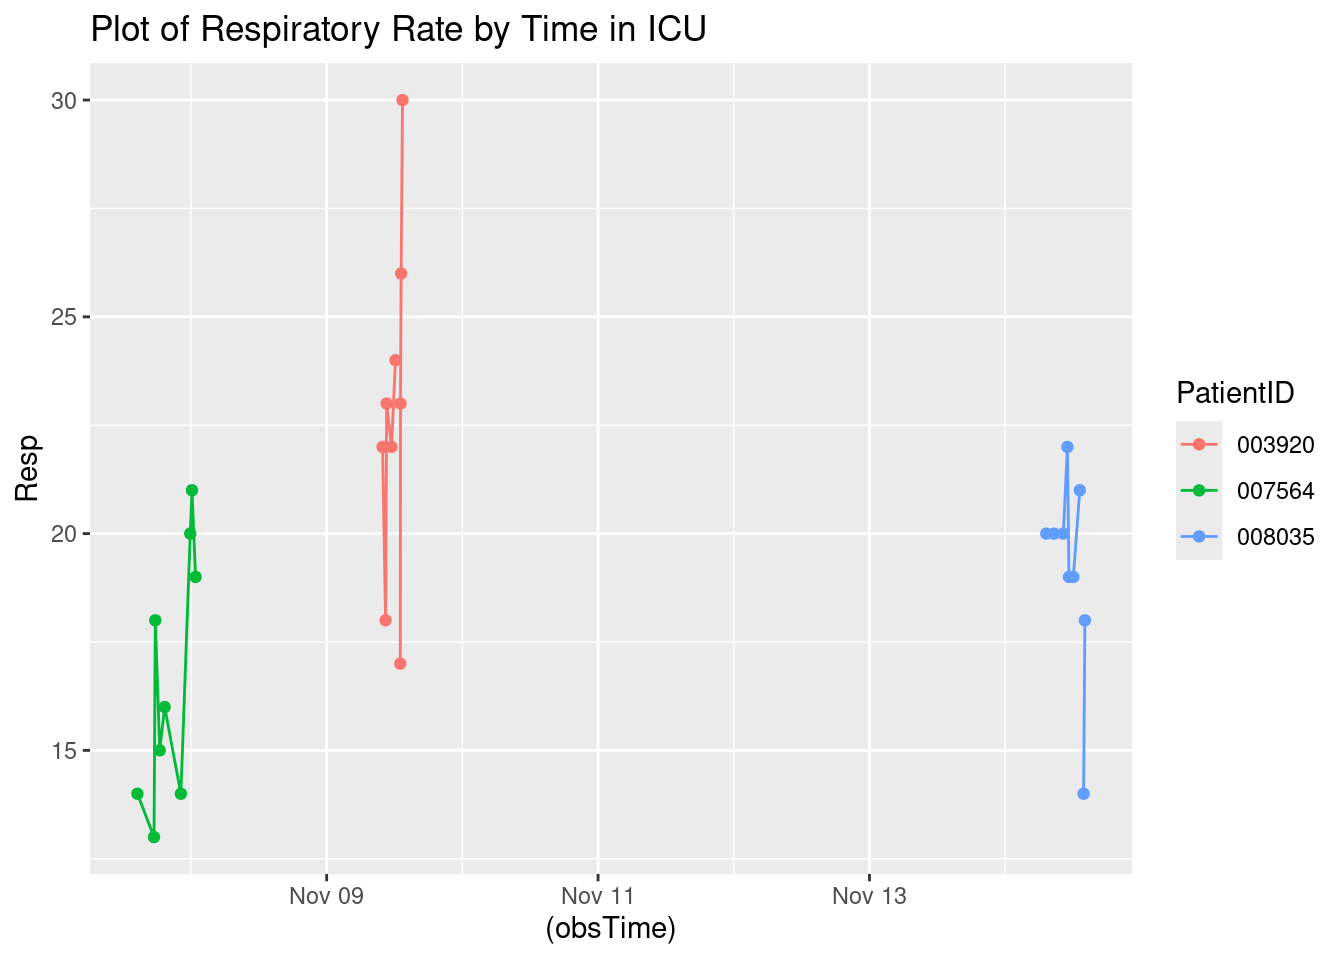 Plot of Respiratory Rate by Time in ICU
30
25
20
15
Resp
Nov 09
Nov 11
Nov 13
(obsTime)
PatientID
003920
007564
008035